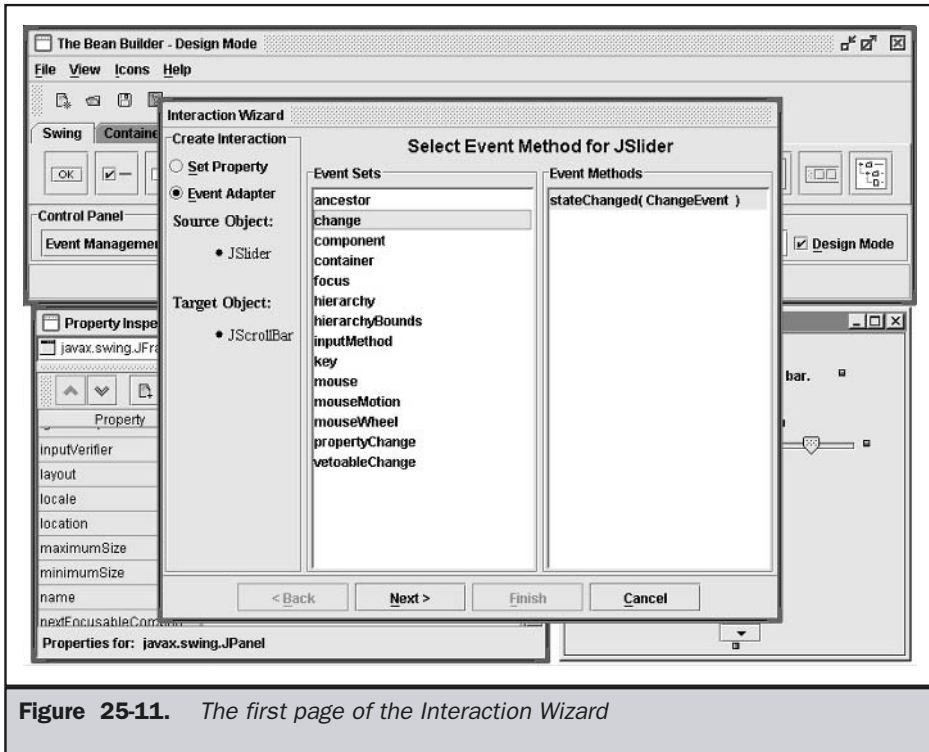 The Bean Builder - Design Mode
File View Icons Help
Swing
OK
Control Panel
Design Mode
Interaction Wizard
Create Interaction
Set Property
Event Adapter
Source Object:
JSlider
Target Object:
JScrollBar
Select Event Method for JSlider
Event Sets
ancestor
change
component
container
focus
hierarchy
hierarchyBounds
inputMethod
key
mouse
mouseMotion
mouseWheel
propertyChange
vetoableChange
Event Methods
stateChanged( ChangeEvent )
< Back
Next >
Finish
Cancel
Property Inspe
javax.swing.JFra
Property
inputVerifier
layout
locale
location
maximumSize
minimumSize
name
Properties for: javax.swing.JPanel
bar.
Figure 25-11. The first page of the Interaction Wizard